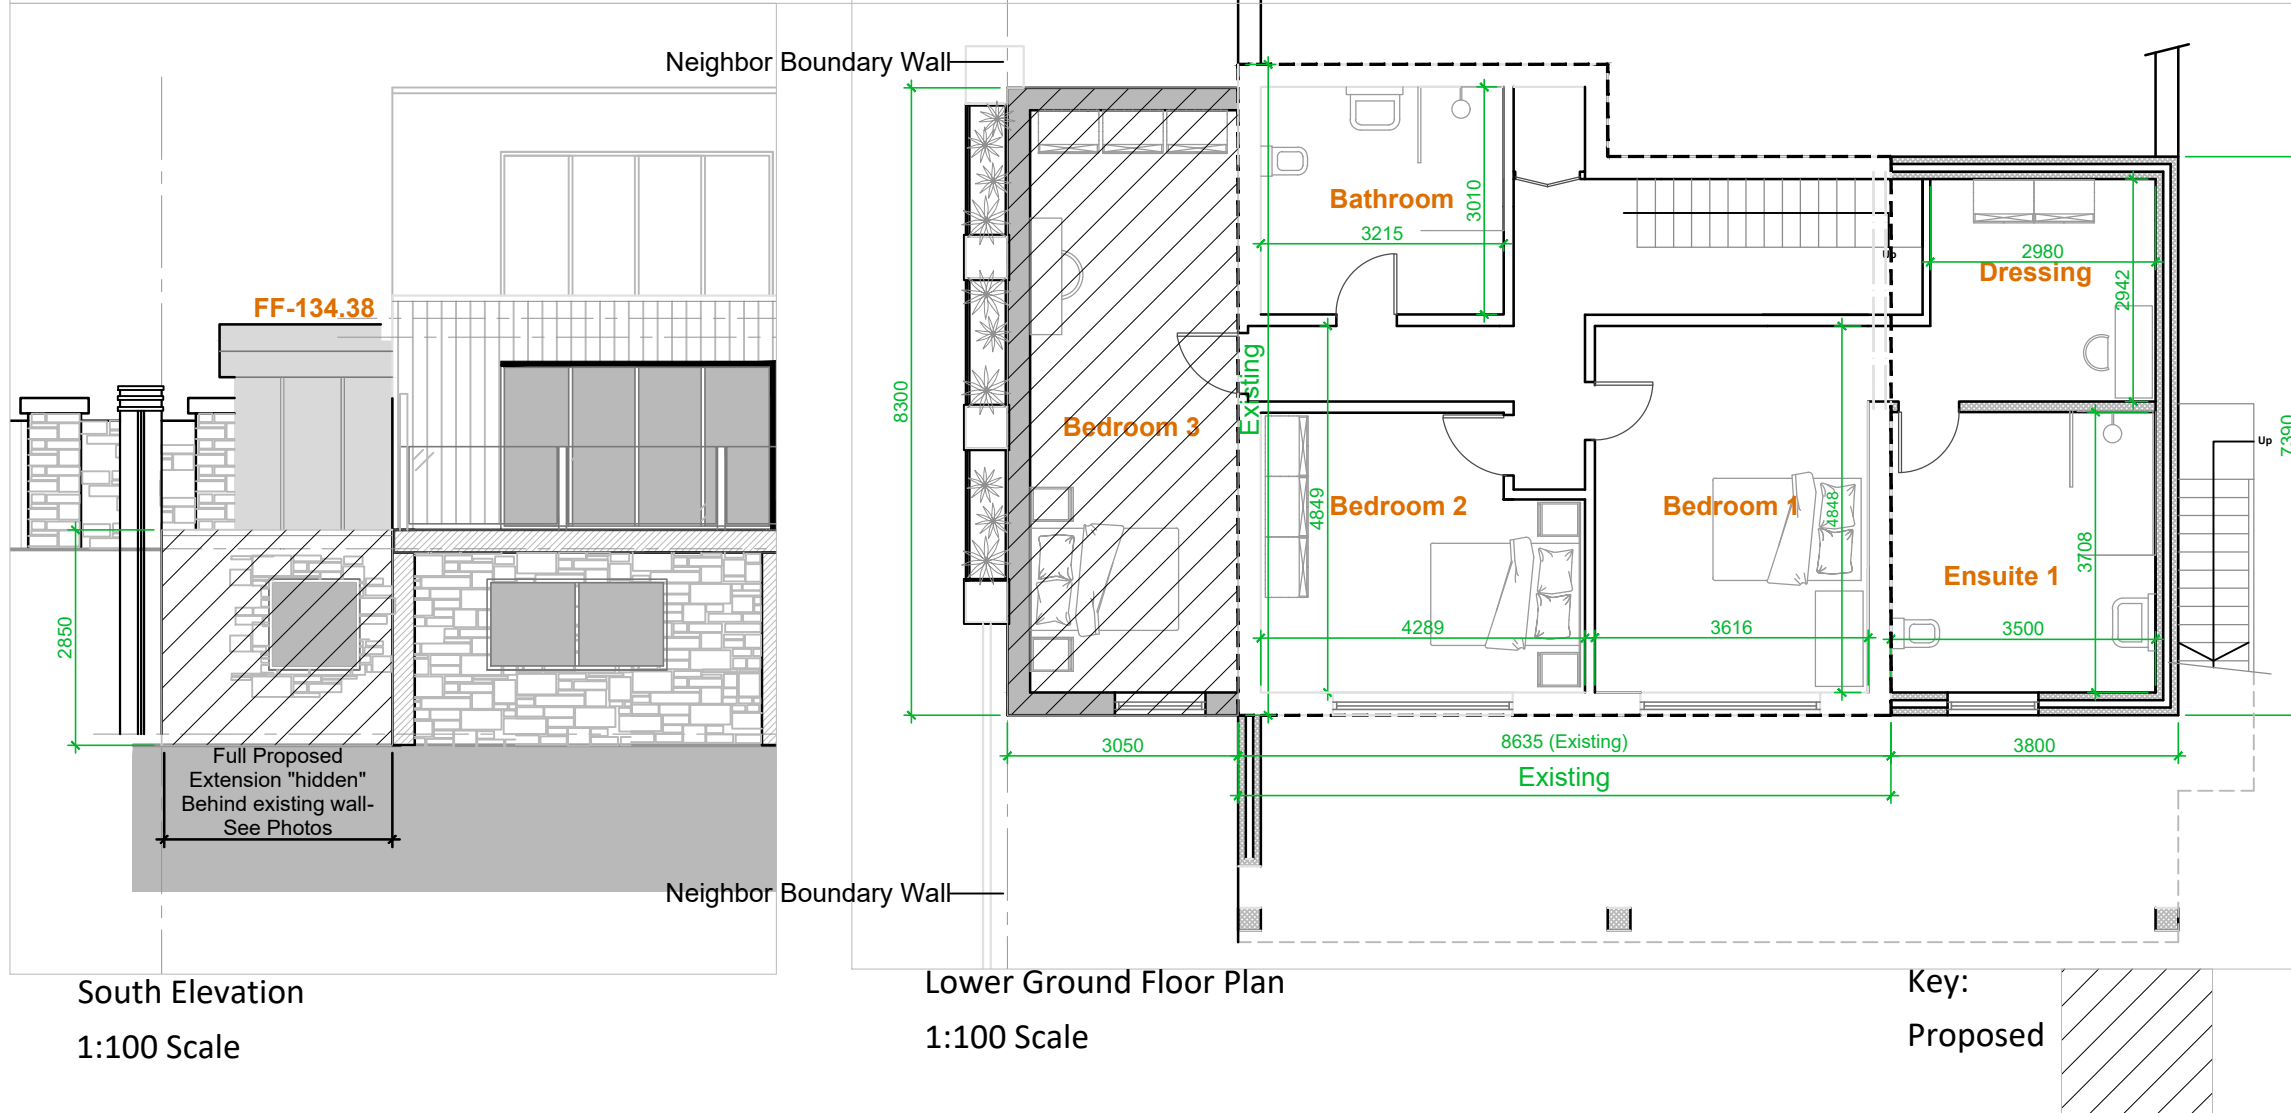 Neighbor Boundary Wall
FF-134.38
2850
Full Proposed
Extension "hidden"
Behind existing wall-
See Photos
Neighbor Boundary Wall
South Elevation
1:100 Scale
8300
Bathroom
3010
3215
Up
2980
Dressing
2942
Existing
Bedroom 3
4849
Bedroom 2
Bedroom 1
4848
Up
7390
3708
Ensuite 1
4289
3616
3500
3050
8635 (Existing)
3800
Existing
Lower Ground Floor Plan
1:100 Scale
Key:
Proposed